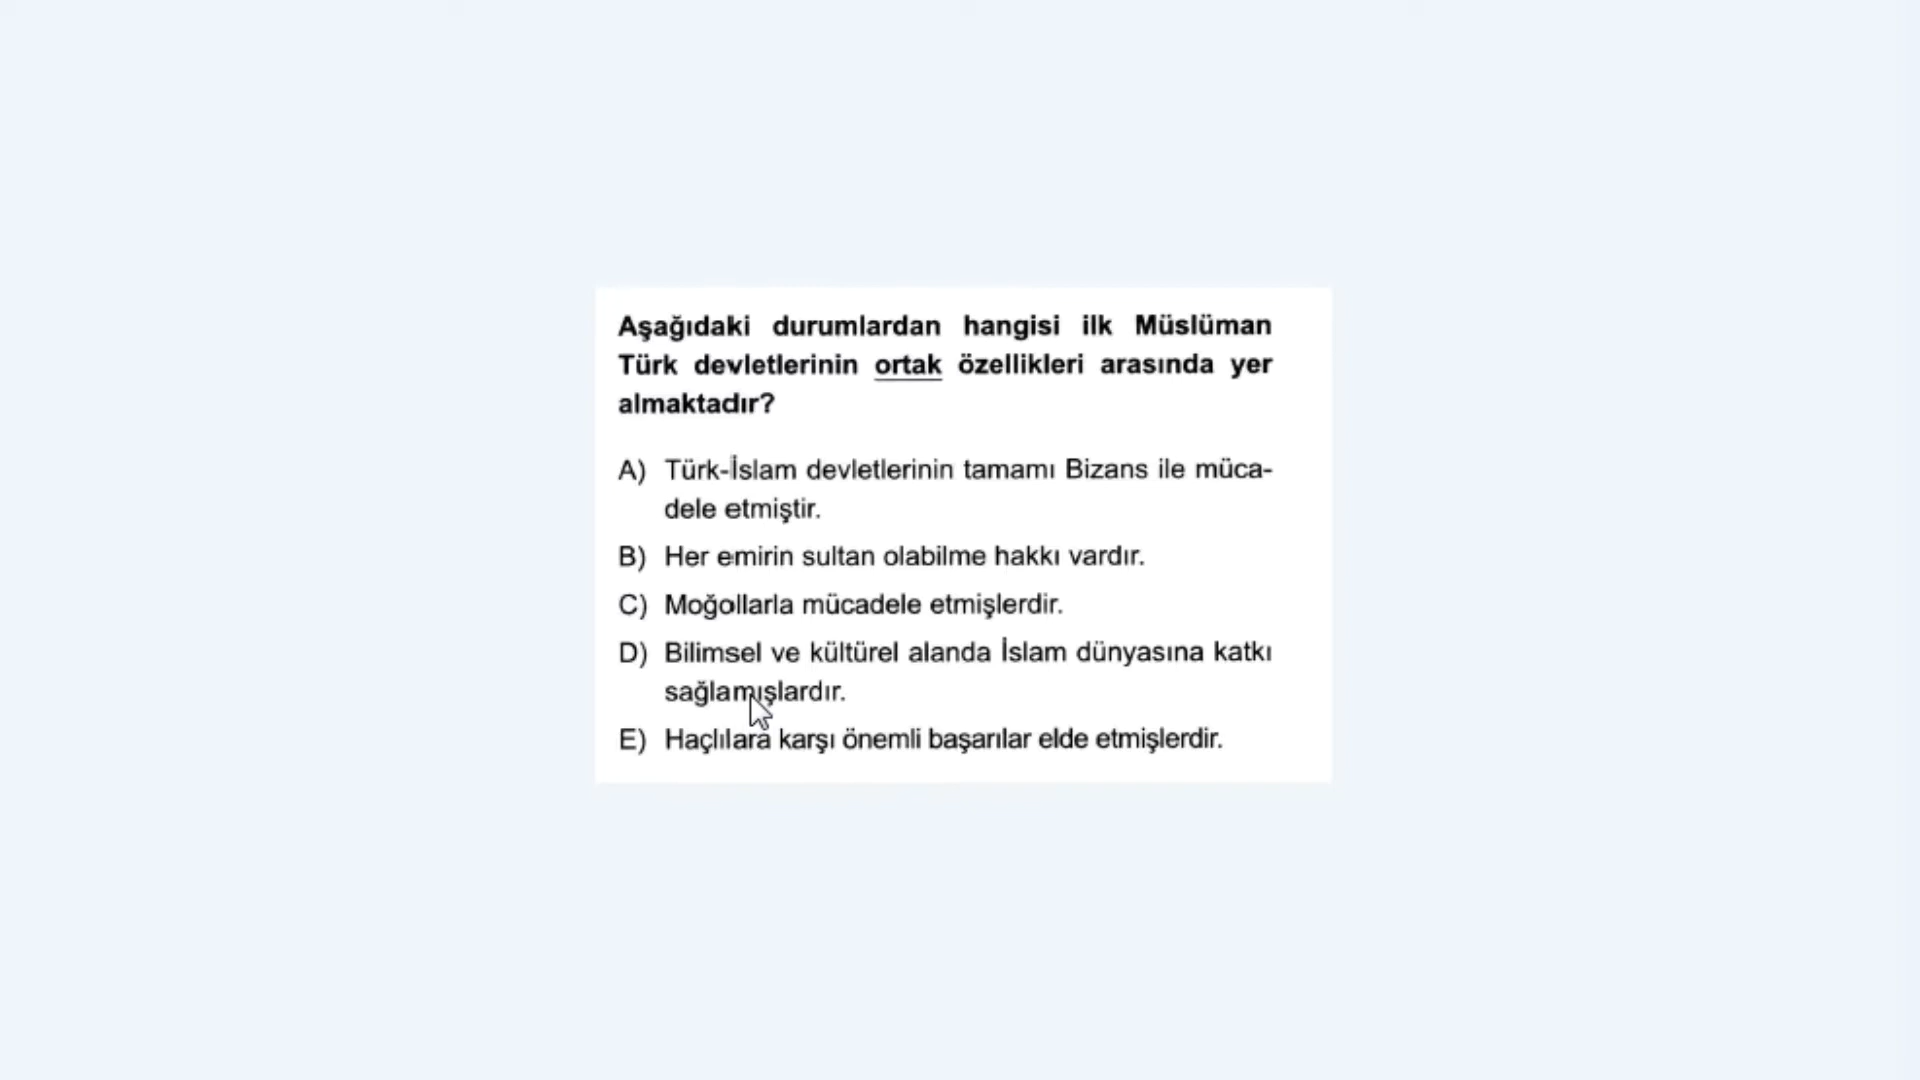 Aşağıdaki durumlardan hangisi ilk Müslüman
Türk devletlerinin ortak özellikleri arasında yer
almaktadır?
A) Türk-İslam devletlerinin tamamı Bizans ile müca-
dele etmiştir.
B) Her emirin sultan olabilme hakkı vardır.
C) Moğollarla mücadele etmişlerdir.
D) Bilimsel ve kültürel alanda İslam dünyasına katkı
sağlamışlardır.
E) Haçlılara karşı önemli başarılar elde etmişlerdir.